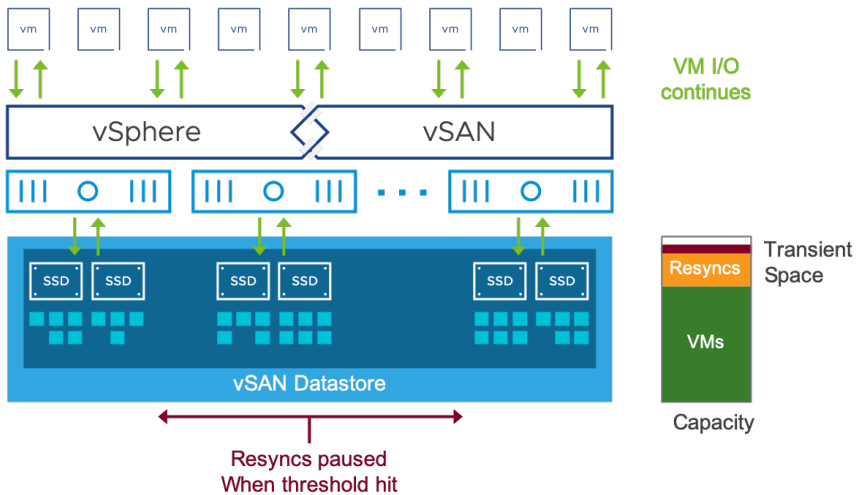 vm vm vm vm vm vm vm vm vm
VM I/O
continues
vSphere vSAN
SSD SSD SSD SSD SSD SSD
Transient
Space
Resyncs
VMs
vSAN Datastore
Capacity
Resyncs paused
When threshold hit